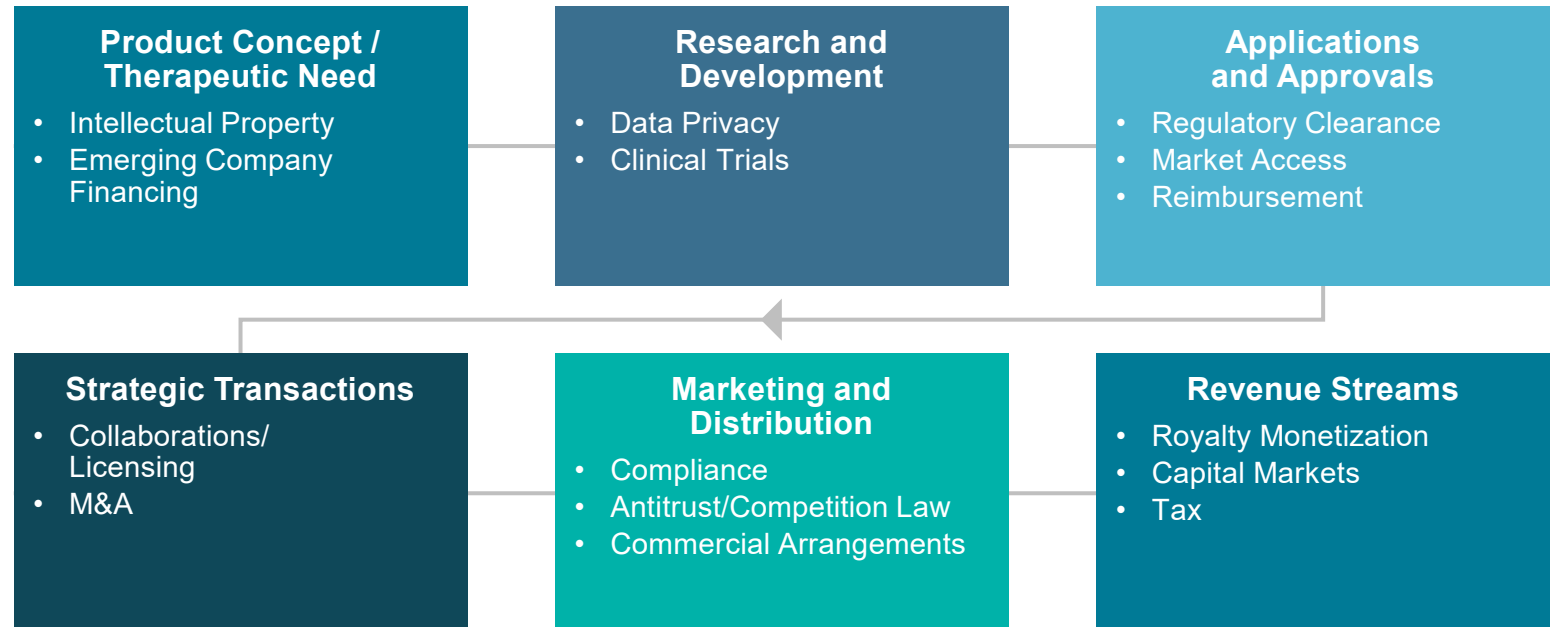 Product Concept /
Therapeutic Need
• Intellectual Property
• Emerging Company
Financing
Research and
Development
• Data Privacy
• Clinical Trials
Applications
and Approvals
• Regulatory Clearance
• Market Access
• Reimbursement
Strategic Transactions
• Collaborations/
Licensing
• M&A
Marketing and
Distribution
• Compliance
• Antitrust/Competition Law
• Commercial Arrangements
Revenue Streams
• Royalty Monetization
• Capital Markets
• Tax